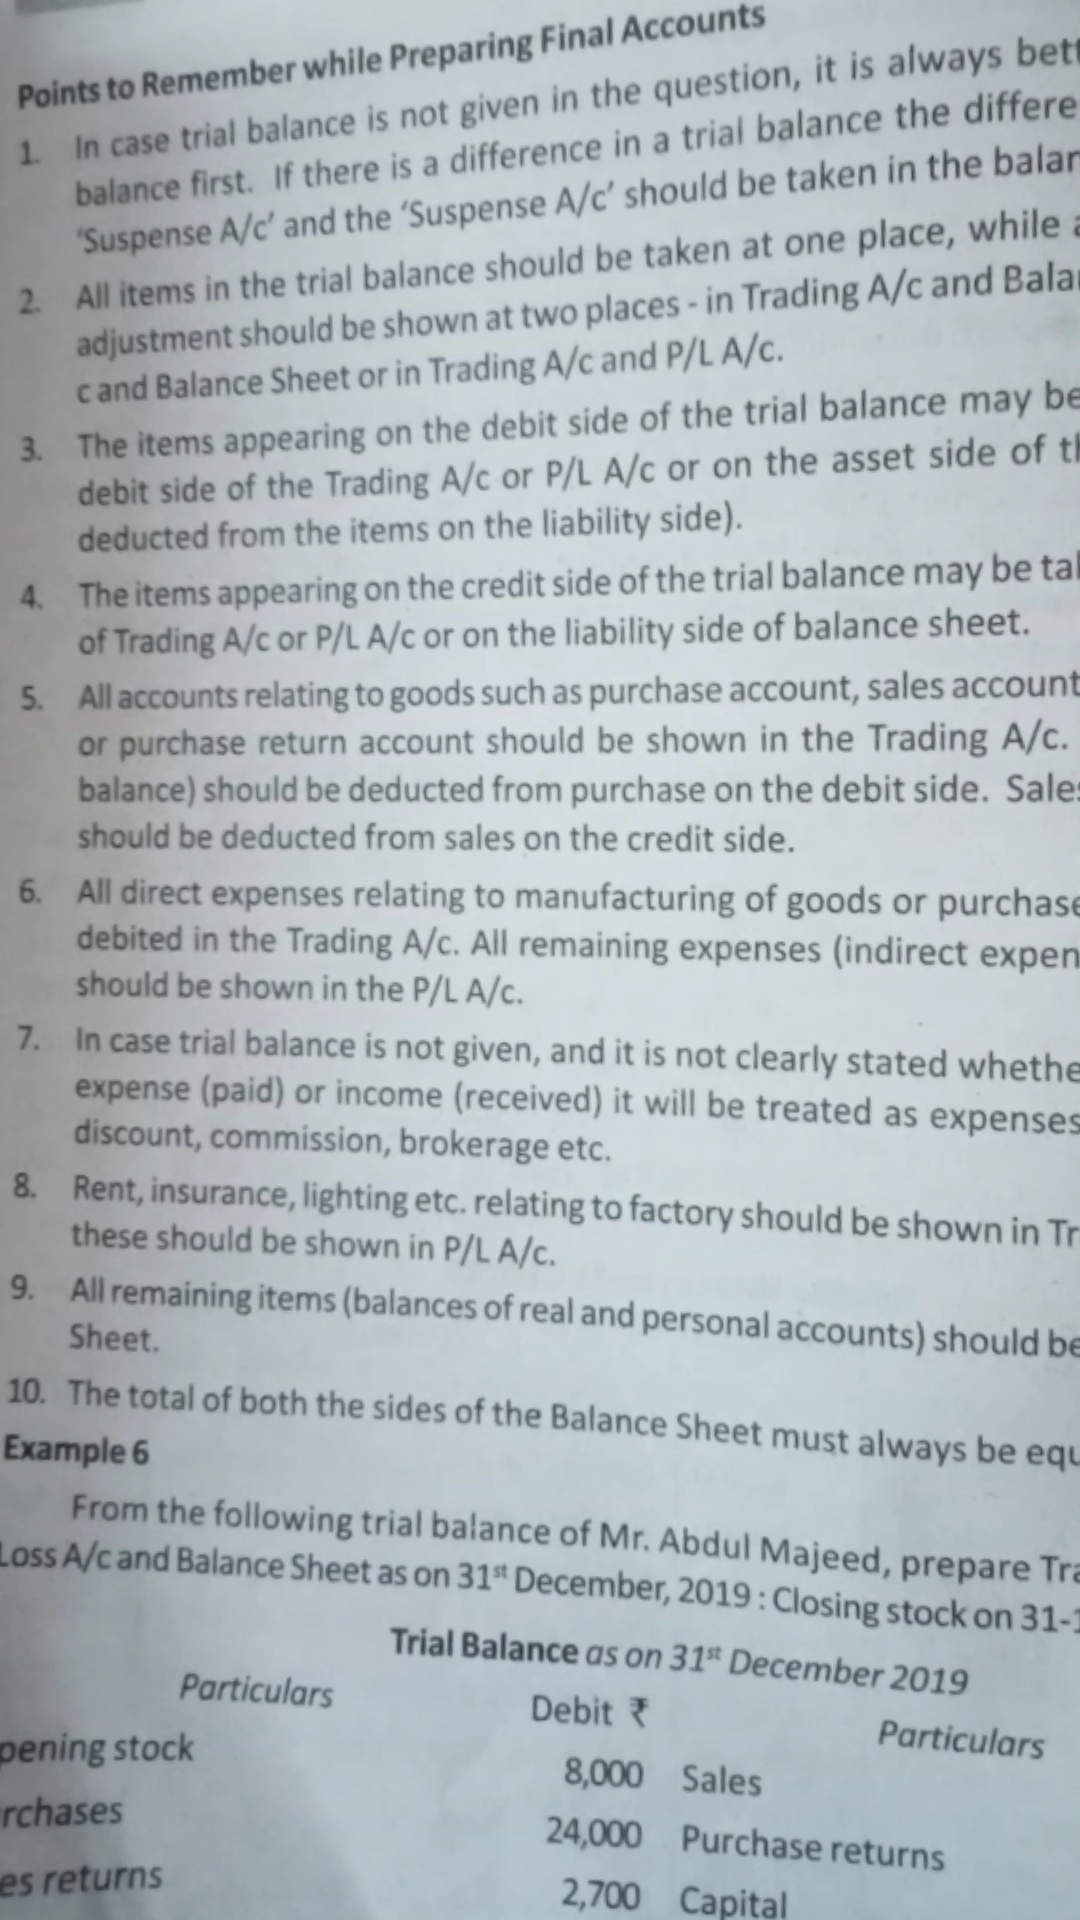 Points to Remember while Preparing Final Accounts
1. In case trial balance is not given in the question, it is always bett
balance first. If there is a difference in a trial balance the differe
'Suspense A/c' and the 'Suspense A/c' should be taken in the balan
2. All items in the trial balance should be taken at one place, while a
adjustment should be shown at two places - in Trading A/c and Balan
c and Balance Sheet or in Trading A/c and P/L A/c.
3. The items appearing on the debit side of the trial balance may be
debit side of the Trading A/c or P/L A/c or on the asset side of th
deducted from the items on the liability side).
4. The items appearing on the credit side of the trial balance may be tak
of Trading A/c or P/L A/c or on the liability side of balance sheet.
5. All accounts relating to goods such as purchase account, sales account
or purchase return account should be shown in the Trading A/c.
balance) should be deducted from purchase on the debit side. Sales
should be deducted from sales on the credit side.
6. All direct expenses relating to manufacturing of goods or purchase
debited in the Trading A/c. All remaining expenses (indirect expen
should be shown in the P/L A/c.
7. In case trial balance is not given, and it is not clearly stated whethe
expense (paid) or income (received) it will be treated as expenses
discount, commission, brokerage etc.
8. Rent, insurance, lighting etc. relating to factory should be shown in Tr
these should be shown in P/L A/c.
9. All remaining items (balances of real and personal accounts) should be
Sheet.
10. The total of both the sides of the Balance Sheet must always be equ
Example 6
From the following trial balance of Mr. Abdul Majeed, prepare Tra
Loss A/c and Balance Sheet as on 31st December, 2019 : Closing stock on 31-1
Trial Balance as on 31st December 2019
Particulars Debit ₹ Particulars
pening stock 8,000 Sales
rchases 24,000 Purchase returns
es returns 2,700 Capital